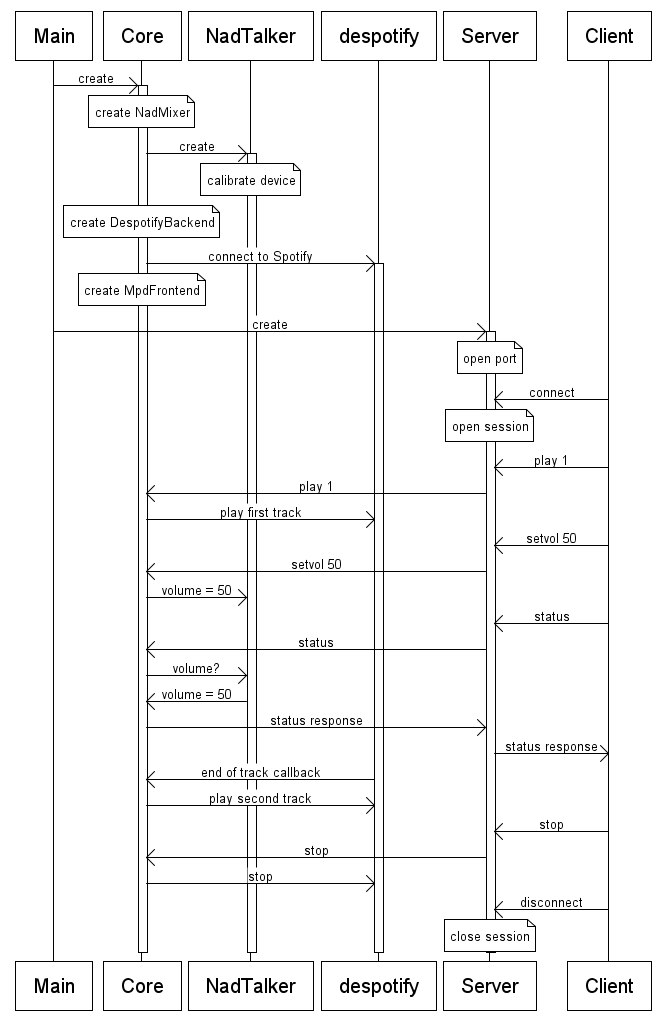 Main Core NadTalker despotify Server Client
create
create NadMixer
create
calibrate device
create DespotifyBackend
connect to Spotify
create MpdFrontend
create
open port
connect
open session
play 1
play 1
play first track
setvol 50
setvol 50
volume = 50
status
status
volume?
volume = 50
status response
status response
end of track callback
play second track
stop
stop
stop
disconnect
close session
Main Core NadTalker despotify Server Client